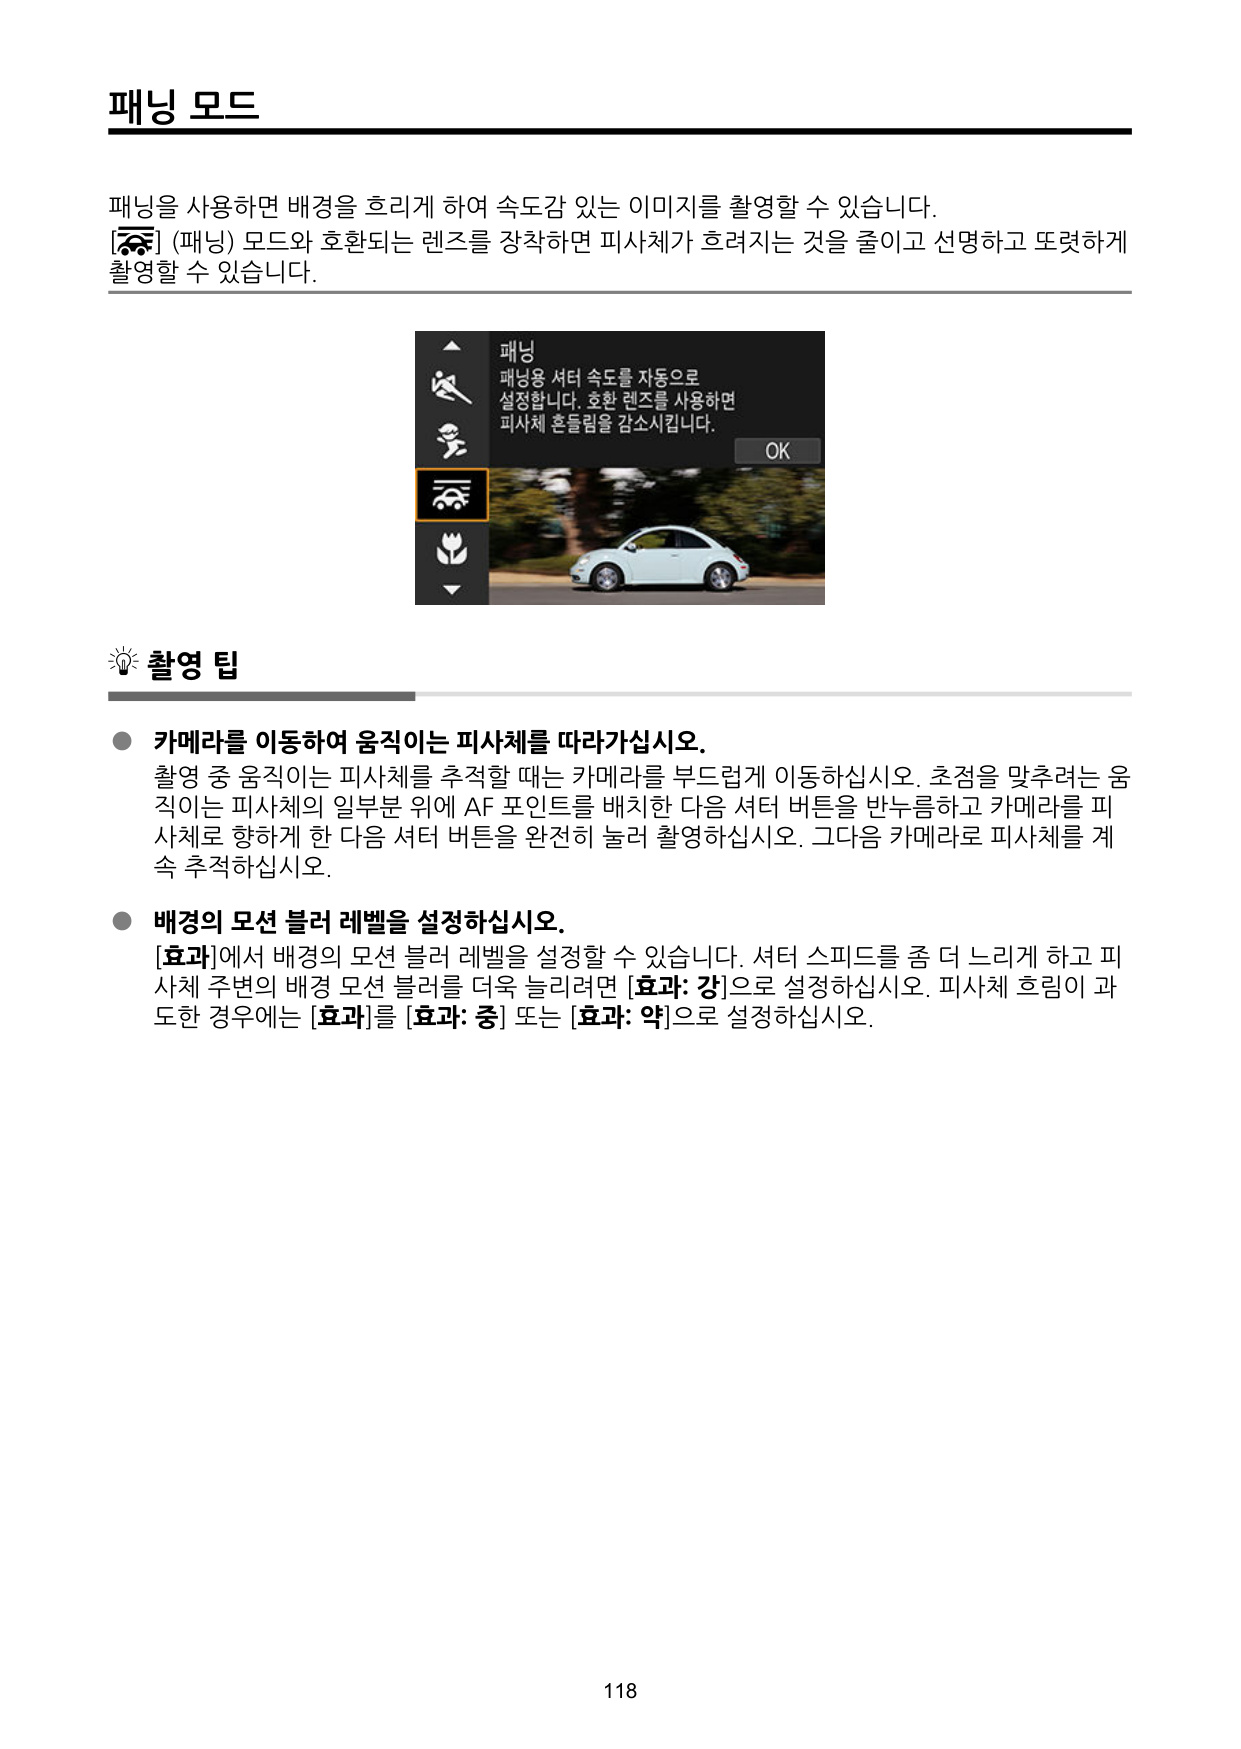 패닝 모드
패닝을 사용하면 배경을 흐리게 하여 속도감 있는 이미지를 촬영할 수 있습니다.
[] (패닝) 모드와 호환되는 렌즈를 장착하면 피사체가 흐려지는 것을 줄이고 선명하고 또렷하게
촬영할 수 있습니다.
패닝
패닝용 셔터 속도를 자동으로
설정합니다. 호환 렌즈를 사용하면
피사체 흔들림을 감소시킵니다.
OK
촬영 팁
● 카메라를 이동하여 움직이는 피사체를 따라가십시오.
촬영 중 움직이는 피사체를 추적할 때는 카메라를 부드럽게 이동하십시오. 초점을 맞추려는 움
직이는 피사체의 일부분 위에 AF 포인트를 배치한 다음 셔터 버튼을 반누름하고 카메라를 피
사체로 향하게 한 다음 셔터 버튼을 완전히 눌러 촬영하십시오. 그다음 카메라로 피사체를 계
속 추적하십시오.
● 배경의 모션 블러 레벨을 설정하십시오.
[효과]에서 배경의 모션 블러 레벨을 설정할 수 있습니다. 셔터 스피드를 좀 더 느리게 하고 피
사체 주변의 배경 모션 블러를 더욱 늘리려면 [효과: 강]으로 설정하십시오. 피사체 흐림이 과
도한 경우에는 [효과]를 [효과: 중] 또는 [효과: 약]으로 설정하십시오.
118